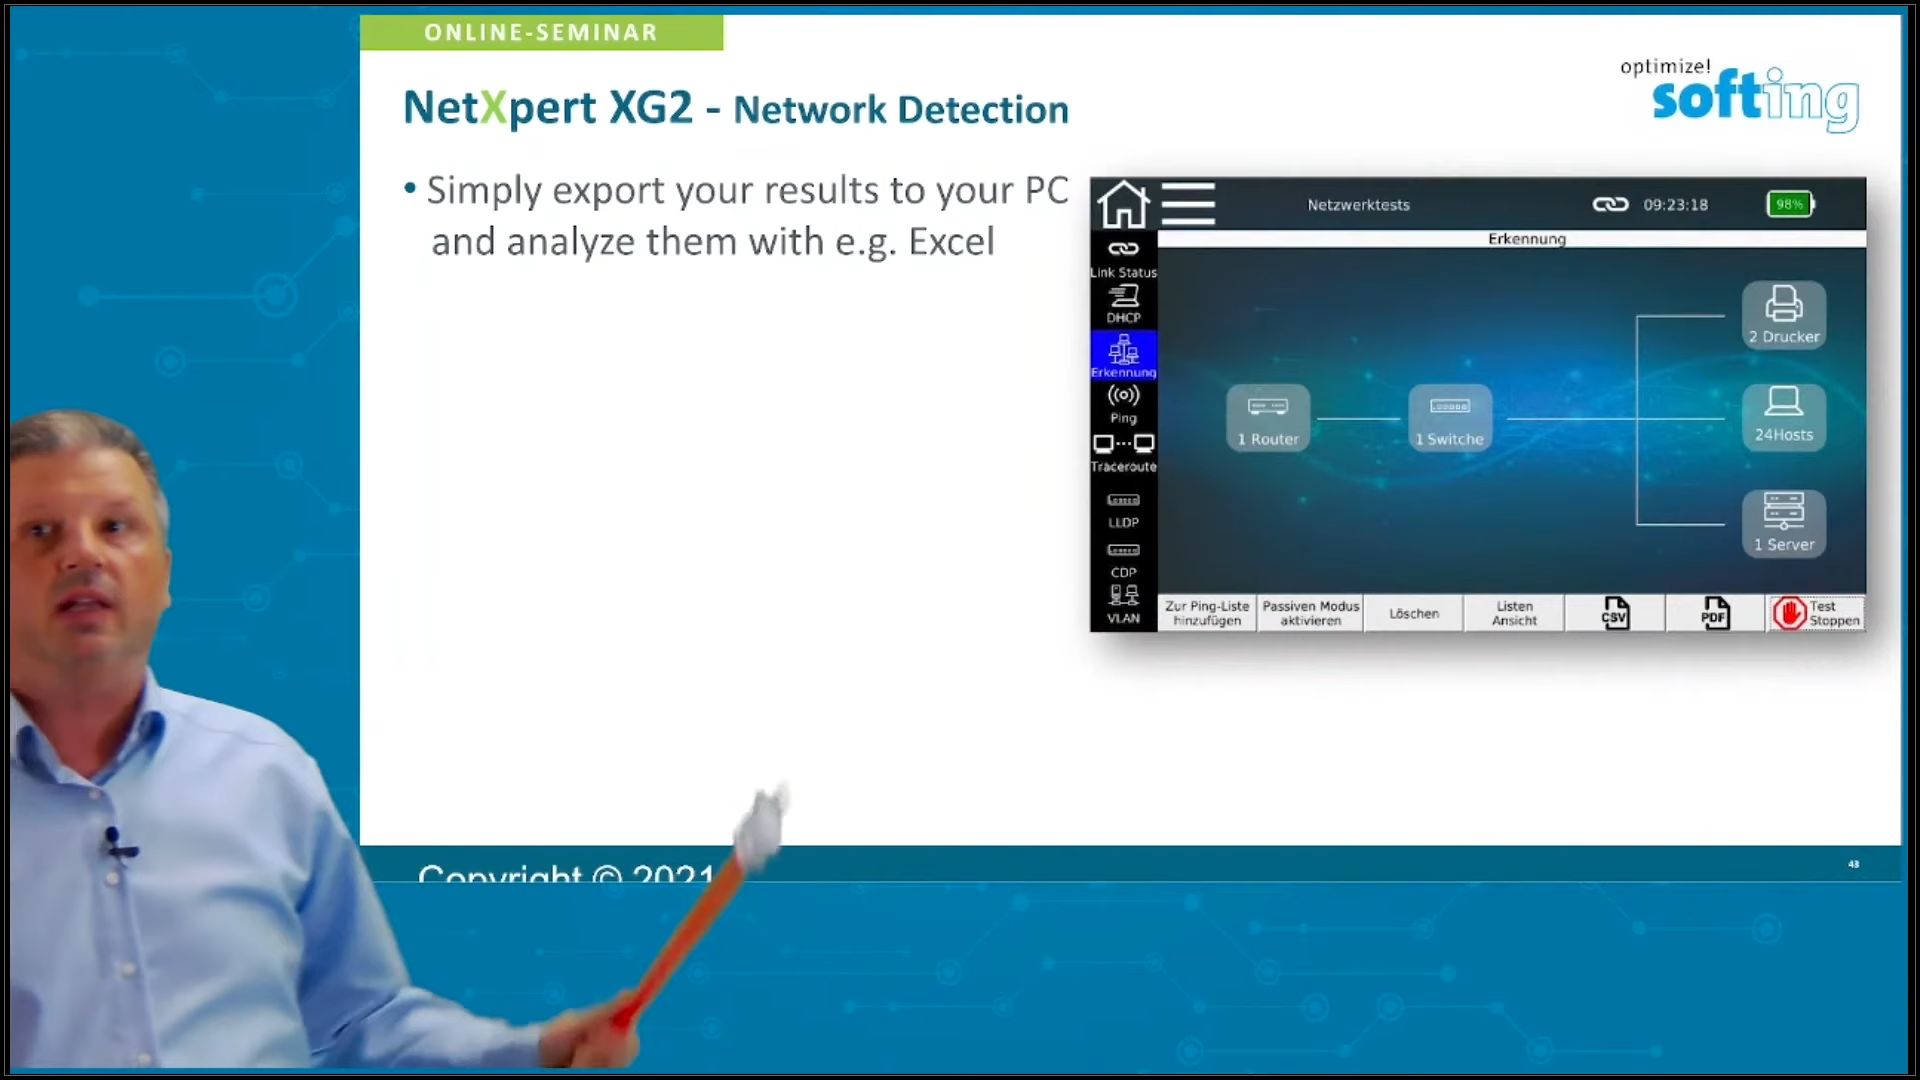 ONLINE-SEMINAR
optimize!
softing
NetXpert XG2 - Network Detection
• Simply export your results to your PC
and analyze them with e.g. Excel
Netzwerktests
09:23:18
98%
Erkennung
Link Status
DHCP
Erkennung
Ping
Traceroute
LLDP
CDP
VLAN
1 Router
1 Switche
2 Drucker
24Hosts
1 Server
Zur Ping-Liste
hinzufügen
Passiven Modus
aktivieren
Löschen
Listen
Ansicht
CSV
PDF
Test
Stoppen
Copyright © 2021
43